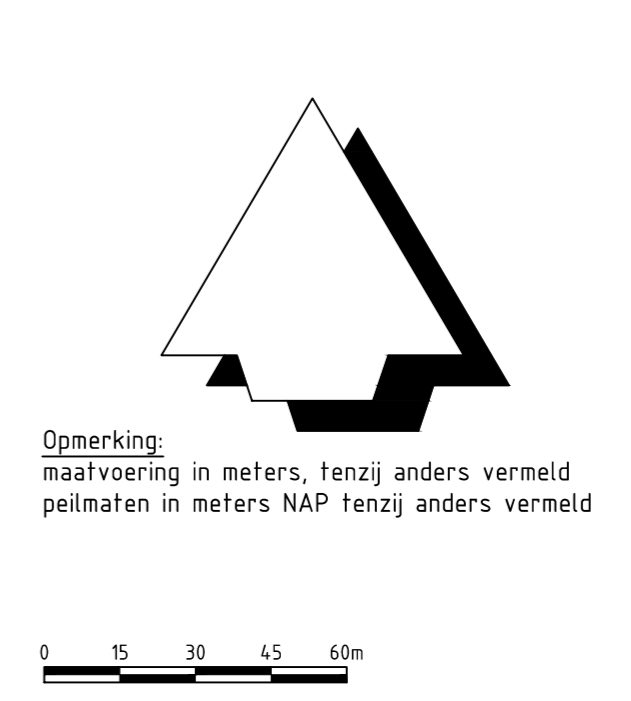 Opmerking:
maatvoering in meters, tenzij anders vermeld
peilmaten in meters NAP tenzij anders vermeld
0 15 30 45 60m